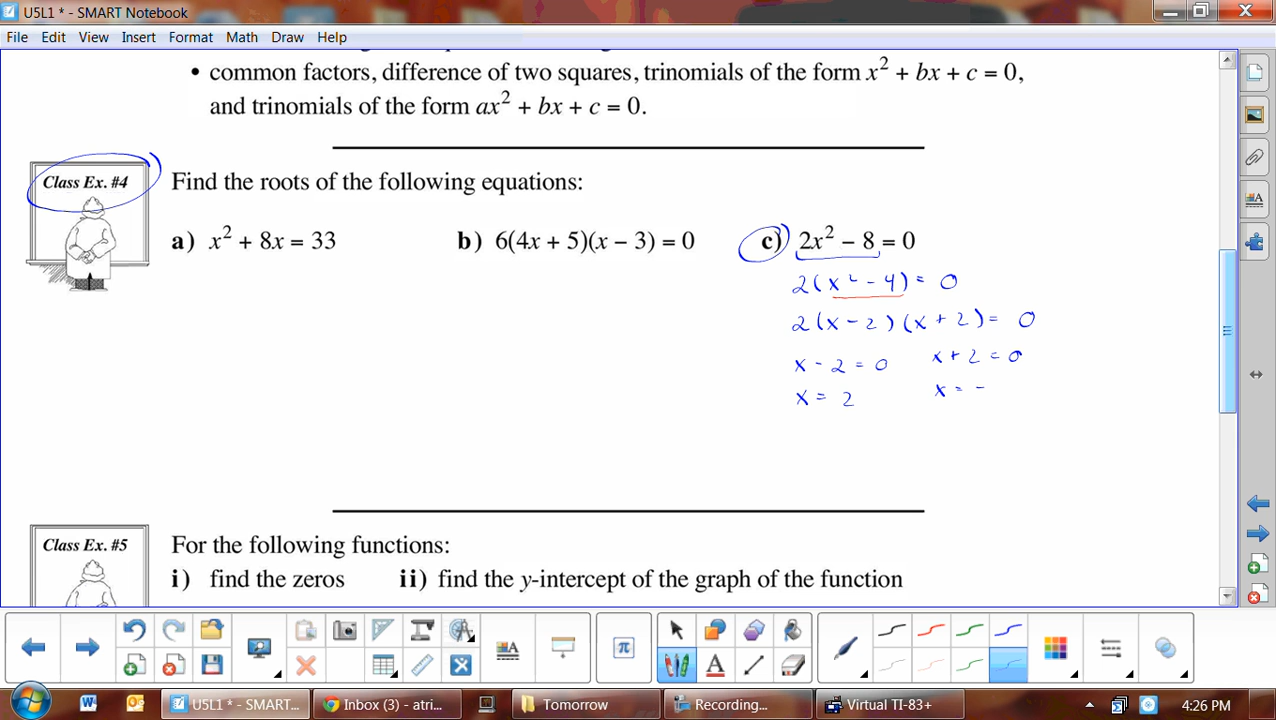 U5L1 * - SMART Notebook
File Edit View Insert Format Math Draw Help
• common factors, difference of two squares, trinomials of the form x² + bx + c = 0,
and trinomials of the form ax² + bx + c = 0.
Class Ex. #4
Find the roots of the following equations:
a) x² + 8x = 33 b) 6(4x + 5)(x − 3) = 0 c) 2x² − 8 = 0
2(x² - 4) = 0
2(x - 2)(x + 2) = 0
x - 2 = 0 x + 2 = 0
x = 2 x = -
Class Ex. #5
For the following functions:
i) find the zeros ii) find the y-intercept of the graph of the function
π
A
U5L1 * - SMART... Inbox (3) - atri... Tomorrow Recording... Virtual TI-83+ 4:26 PM